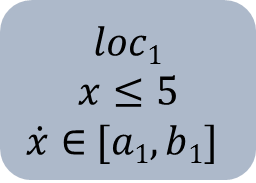 loc₁
x ≤ 5
ẋ ∈ [a₁, b₁]